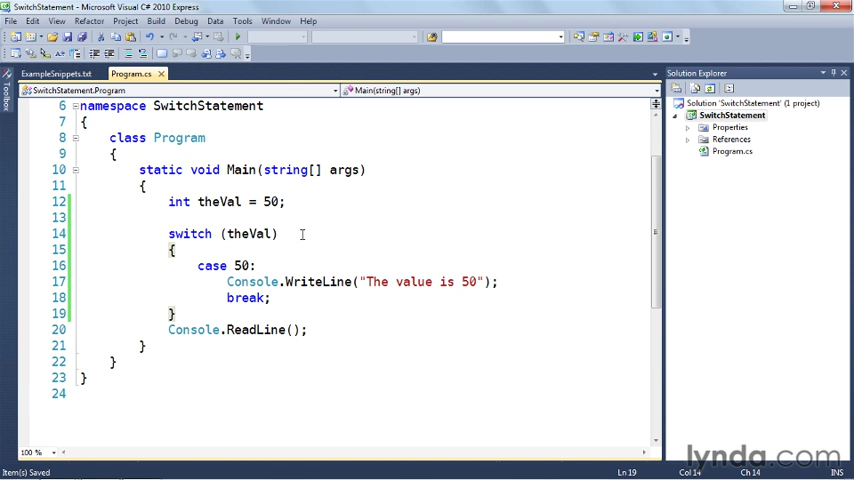 SwitchStatement - Microsoft Visual C# 2010 Express
File Edit View Refactor Project Build Debug Data Tools Window Help
ExampleSnippets.txt Program.cs
SwitchStatement.Program Main(string[] args)
Toolbox
6 namespace SwitchStatement
7 {
8 class Program
9 {
10 static void Main(string[] args)
11 {
12 int theVal = 50;
13
14 switch (theVal)
15 {
16 case 50:
17 Console.WriteLine("The value is 50");
18 break;
19 }
20 Console.ReadLine();
21 }
22 }
23 }
24
100 %
Solution Explorer
Solution 'SwitchStatement' (1 project)
SwitchStatement
Properties
References
Program.cs
lynda.com
Item(s) Saved Ln 19 Col 14 Ch 14 INS